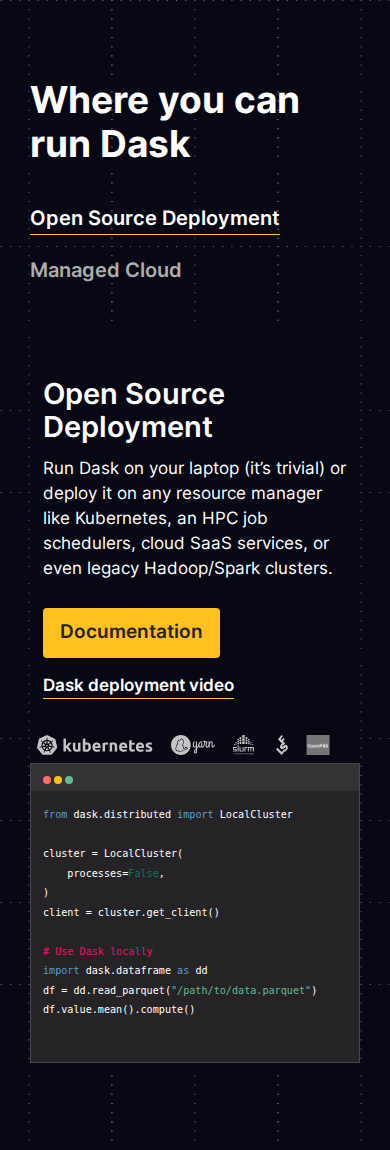 Where you can
run Dask
Open Source Deployment
Managed Cloud
Open Source
Deployment
Run Dask on your laptop (it’s trivial) or
deploy it on any resource manager
like Kubernetes, an HPC job
schedulers, cloud SaaS services, or
even legacy Hadoop/Spark clusters.
Documentation
Dask deployment video
kubernetes yarn slurm OpenPBS
from dask.distributed import LocalCluster
cluster = LocalCluster(
    processes=False,
)
client = cluster.get_client()
# Use Dask locally
import dask.dataframe as dd
df = dd.read_parquet("/path/to/data.parquet")
df.value.mean().compute()